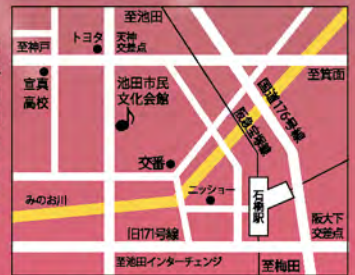 至池田
至神戸
トヨタ
天神
交差点
宣真
高校
池田市民
文化会館
国道176号線
至箕面
阪急宝塚線
交番
みのお川
ニッショー
石橋駅
阪大下
交差点
旧171号線
至池田インターチェンジ
至梅田